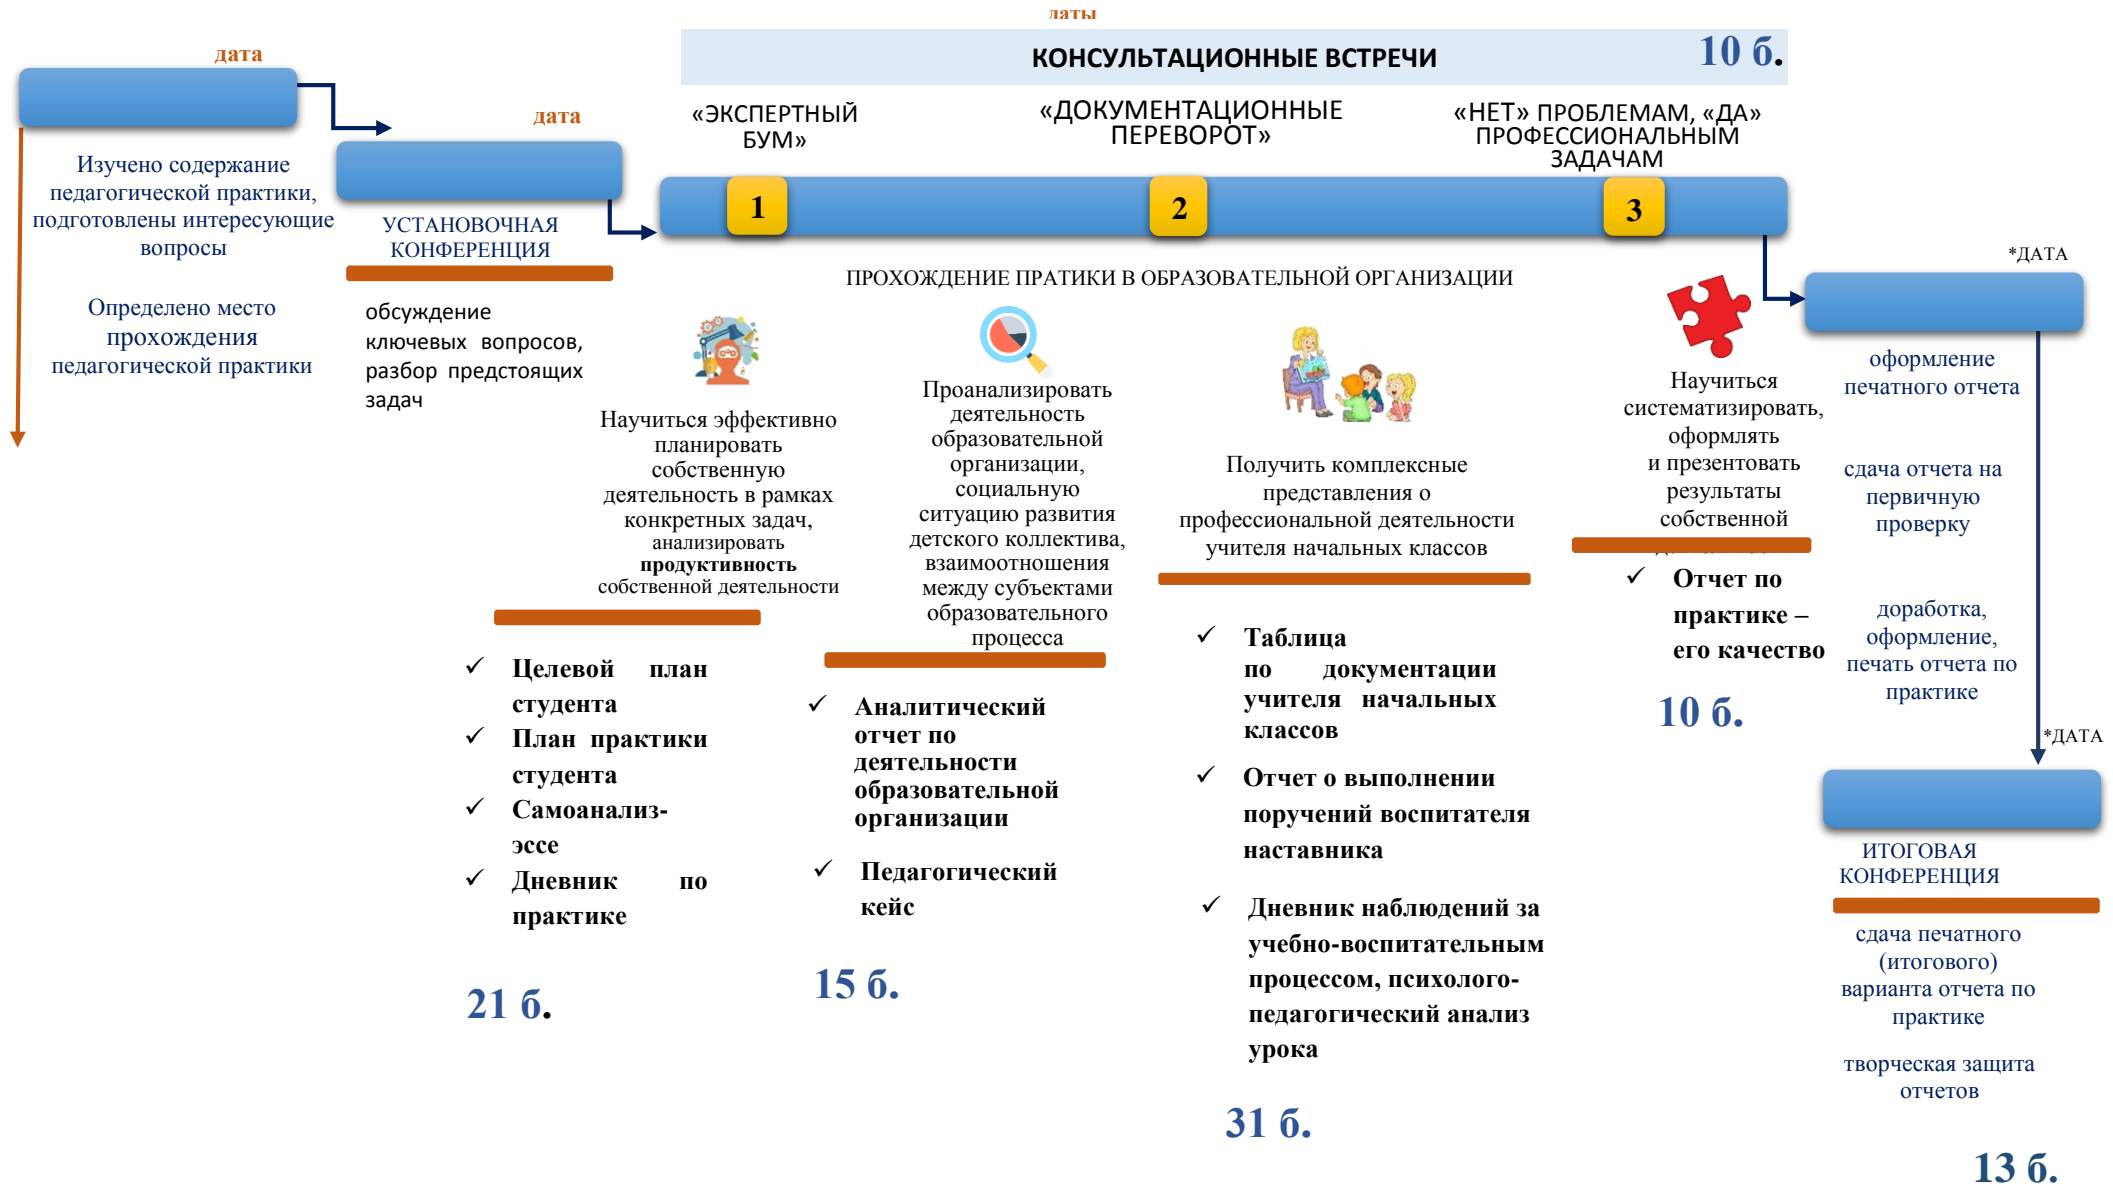 даты
дата
КОНСУЛЬТАЦИОННЫЕ ВСТРЕЧИ
10 б.
дата
«ЭКСПЕРТНЫЙ
БУМ»
«ДОКУМЕНТАЦИОННЫЕ
ПЕРЕВОРОТ»
«НЕТ» ПРОБЛЕМАМ, «ДА»
ПРОФЕССИОНАЛЬНЫМ
ЗАДАЧАМ
Изучено содержание
педагогической практики,
подготовлены интересующие
вопросы
Определено место
прохождения
педагогической практики
УСТАНОВОЧНАЯ
КОНФЕРЕНЦИЯ
обсуждение
ключевых вопросов,
разбор предстоящих
задач
1
2
3
ПРОХОЖДЕНИЕ ПРАТИКИ В ОБРАЗОВАТЕЛЬНОЙ ОРГАНИЗАЦИИ
Научиться эффективно
планировать
собственную
деятельность в рамках
конкретных задач,
анализировать
продуктивность
собственной деятельности
✓ Целевой план
студента
✓ План практики
студента
✓ Самоанализ-
эссе
✓ Дневник по
практике
21 б.
Проанализировать
деятельность
образовательной
организации,
социальную
ситуацию развития
детского коллектива,
взаимоотношения
между субъектами
образовательного
процесса
✓ Аналитический
отчет по
деятельности
образовательной
организации
✓ Педагогический
кейс
15 б.
Получить комплексные
представления о
профессиональной деятельности
учителя начальных классов
✓ Таблица
по документации
учителя начальных
классов
✓ Отчет о выполнении
поручений воспитателя
наставника
✓ Дневник наблюдений за
учебно-воспитательным
процессом, психолого-
педагогический анализ
урока
31 б.
Научиться
систематизировать,
оформлять
и презентовать
результаты
собственной
✓ Отчет по
практике –
его качество
10 б.
*ДАТА
оформление
печатного отчета
сдача отчета на
первичную
проверку
доработка,
оформление,
печать отчета по
практике
*ДАТА
ИТОГОВАЯ
КОНФЕРЕНЦИЯ
сдача печатного
(итогового)
варианта отчета по
практике
творческая защита
отчетов
13 б.